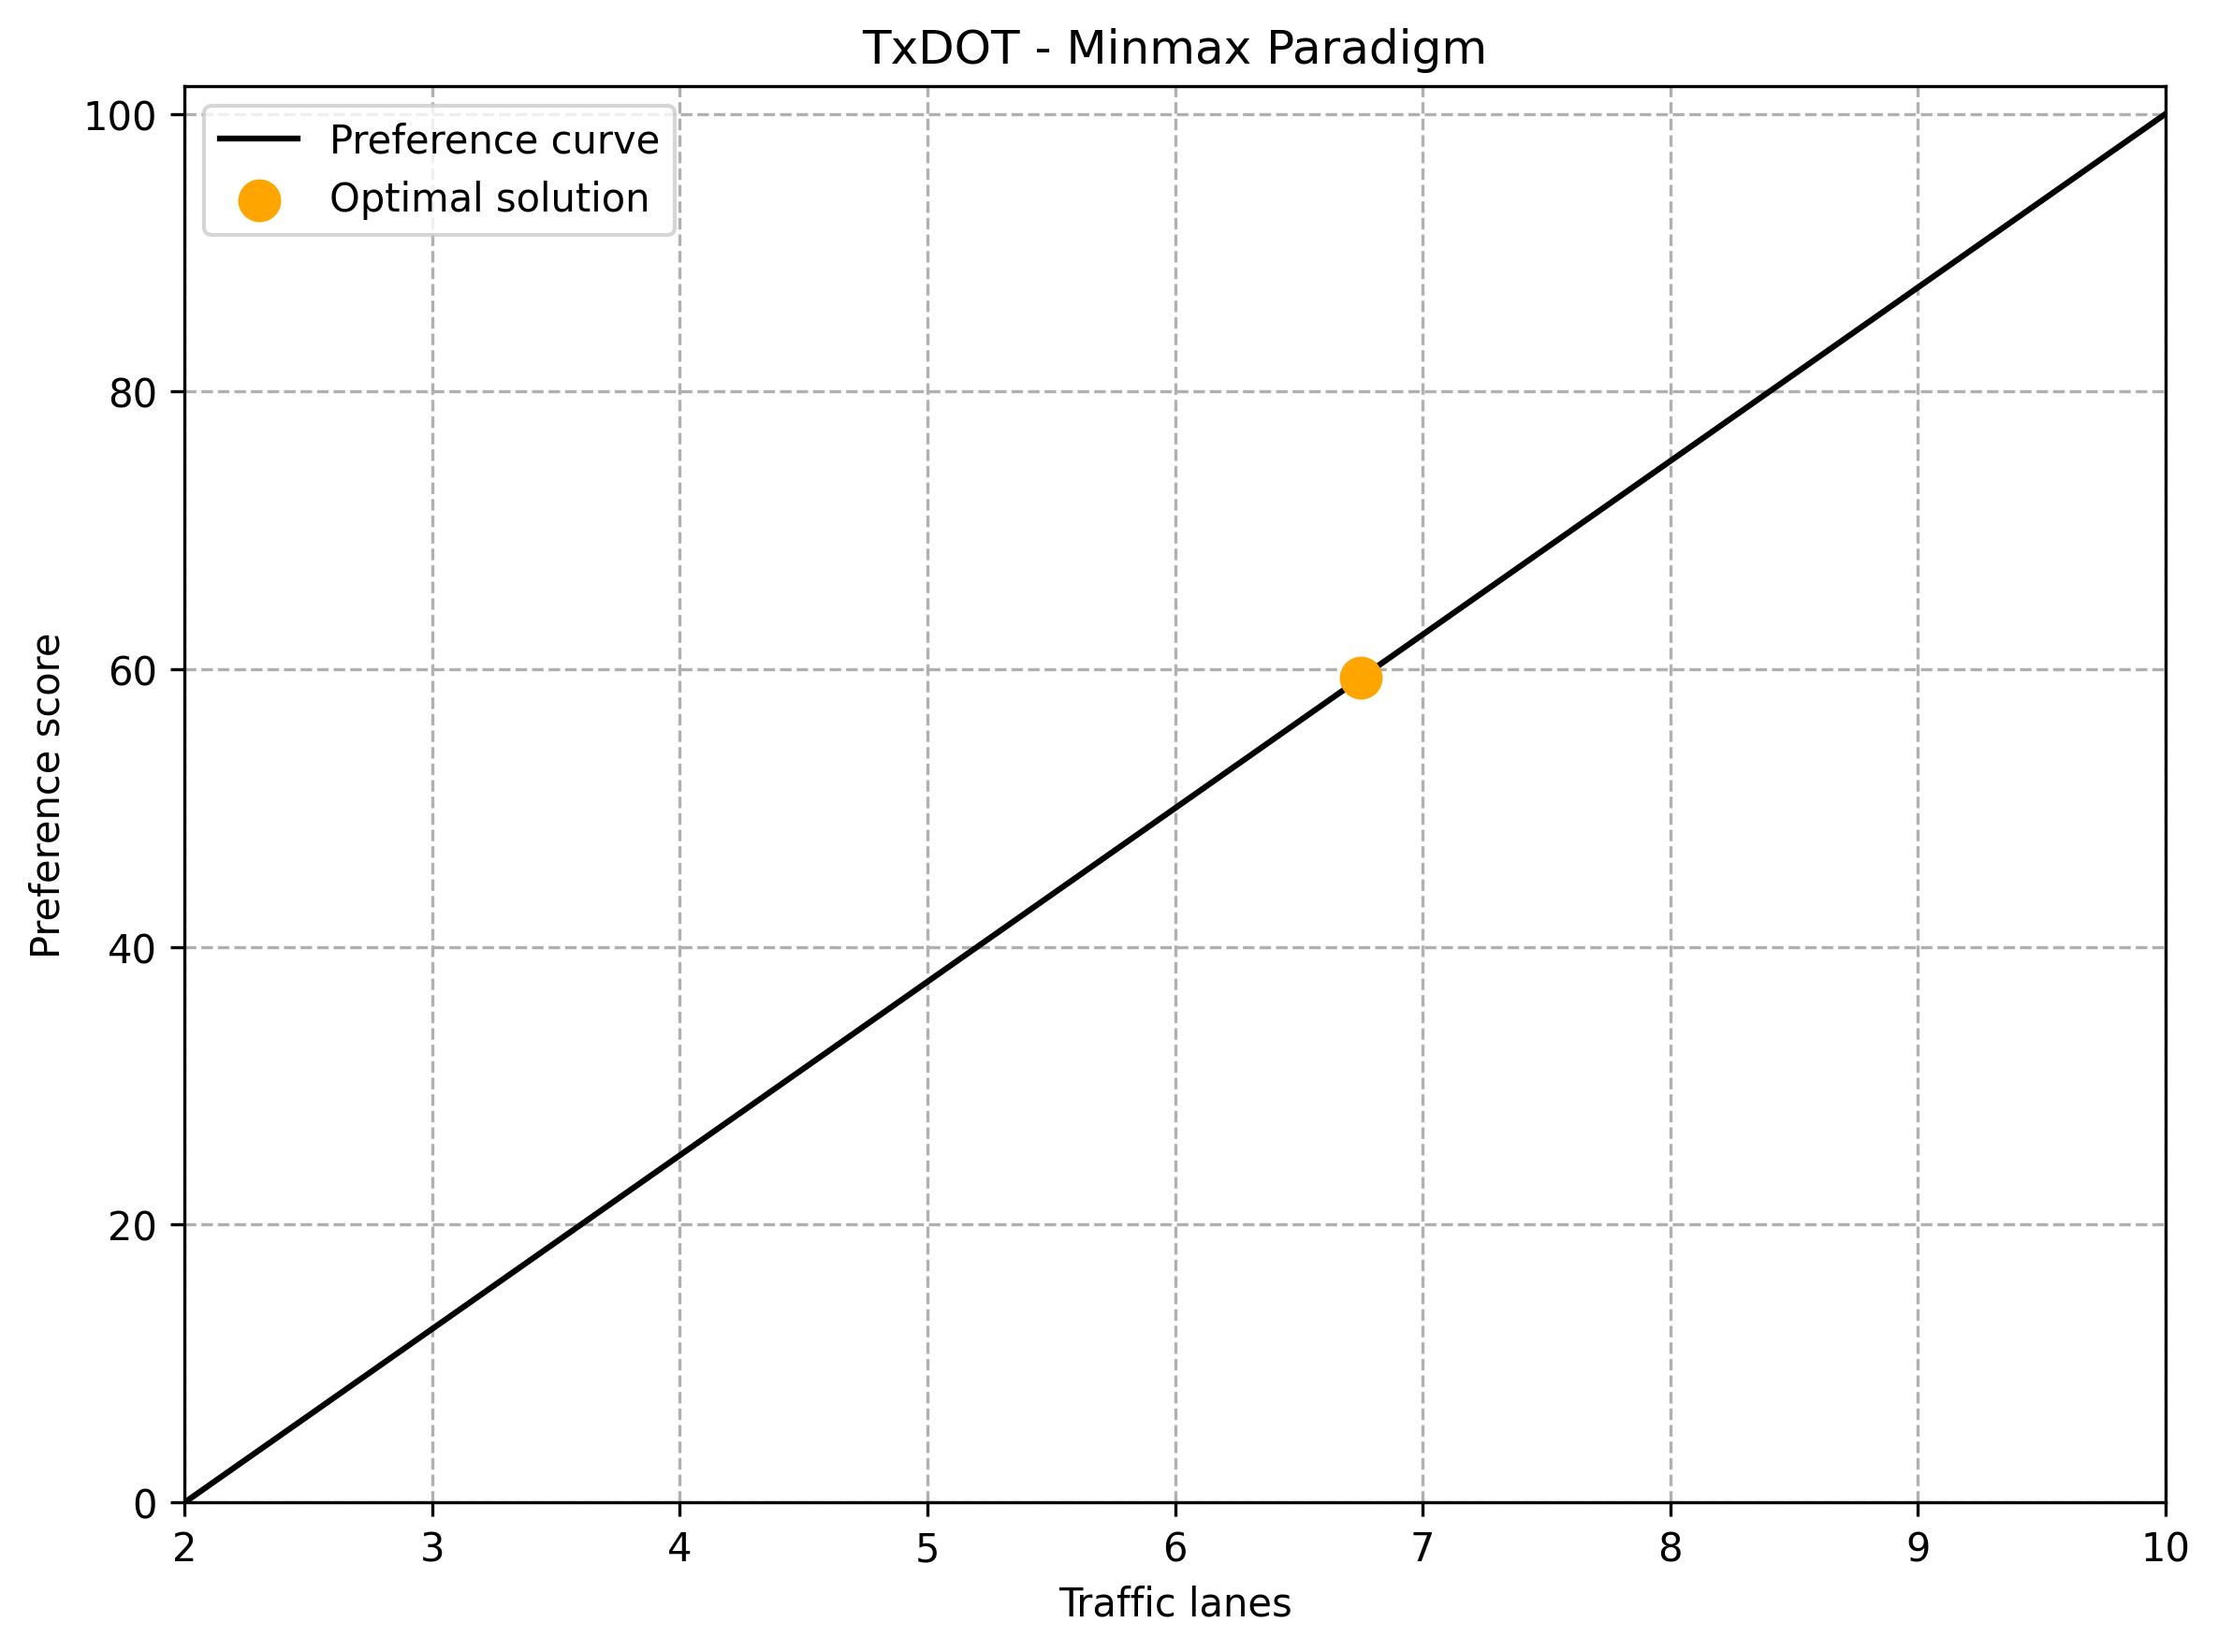 TxDOT - Minmax Paradigm
Preference curve
Optimal solution
100
80
60
40
20
0
Preference score
2 3 4 5 6 7 8 9 10
Traffic lanes